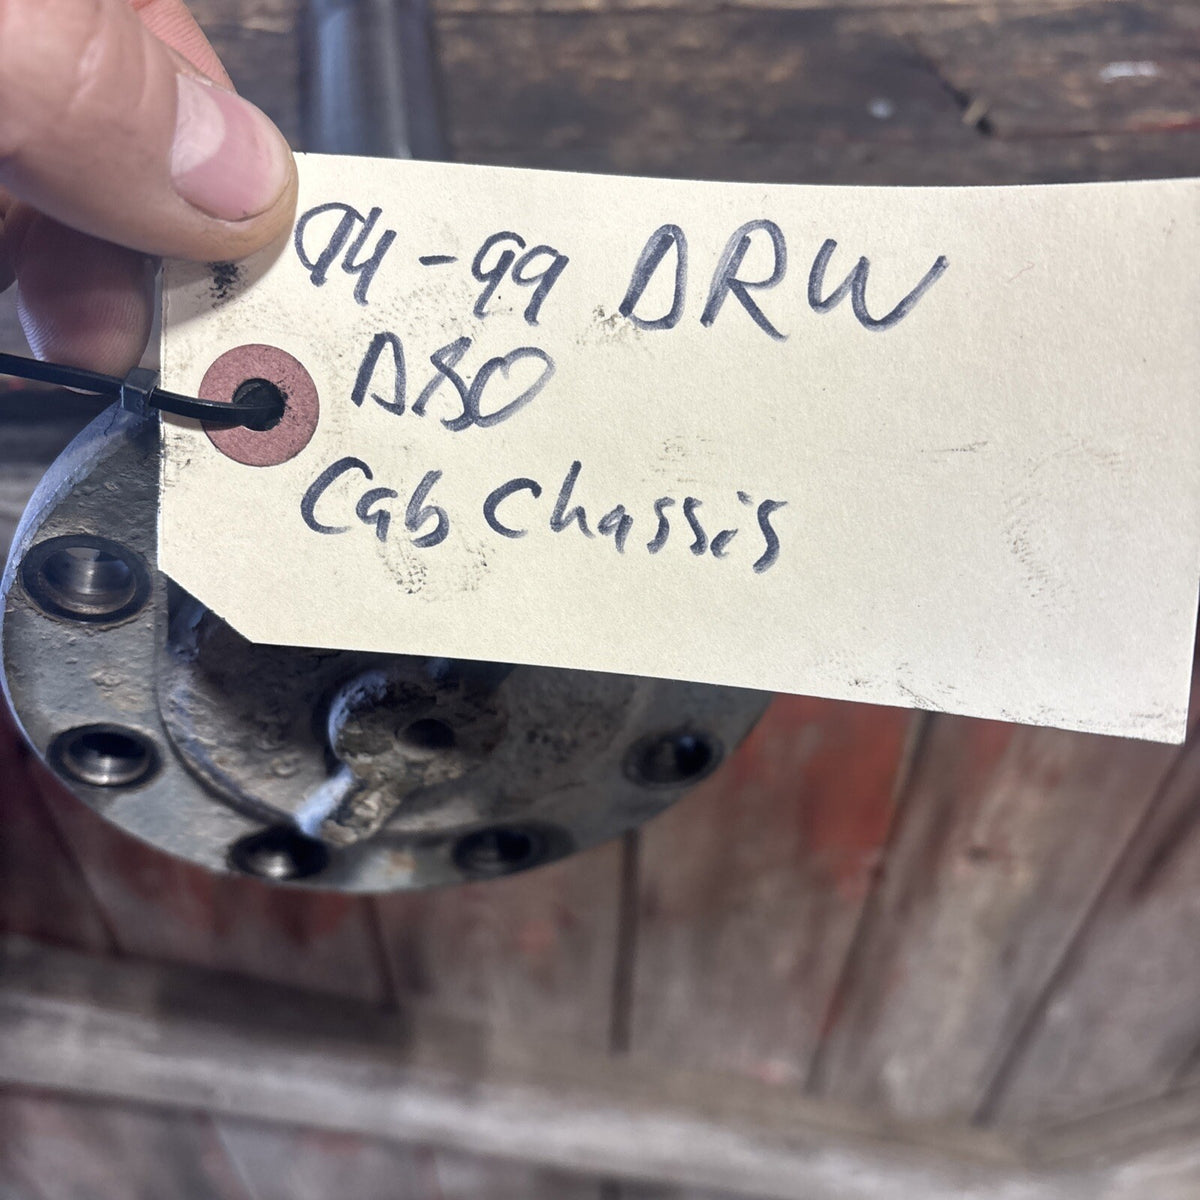 94-99 DRW
D80
Cab Chassis